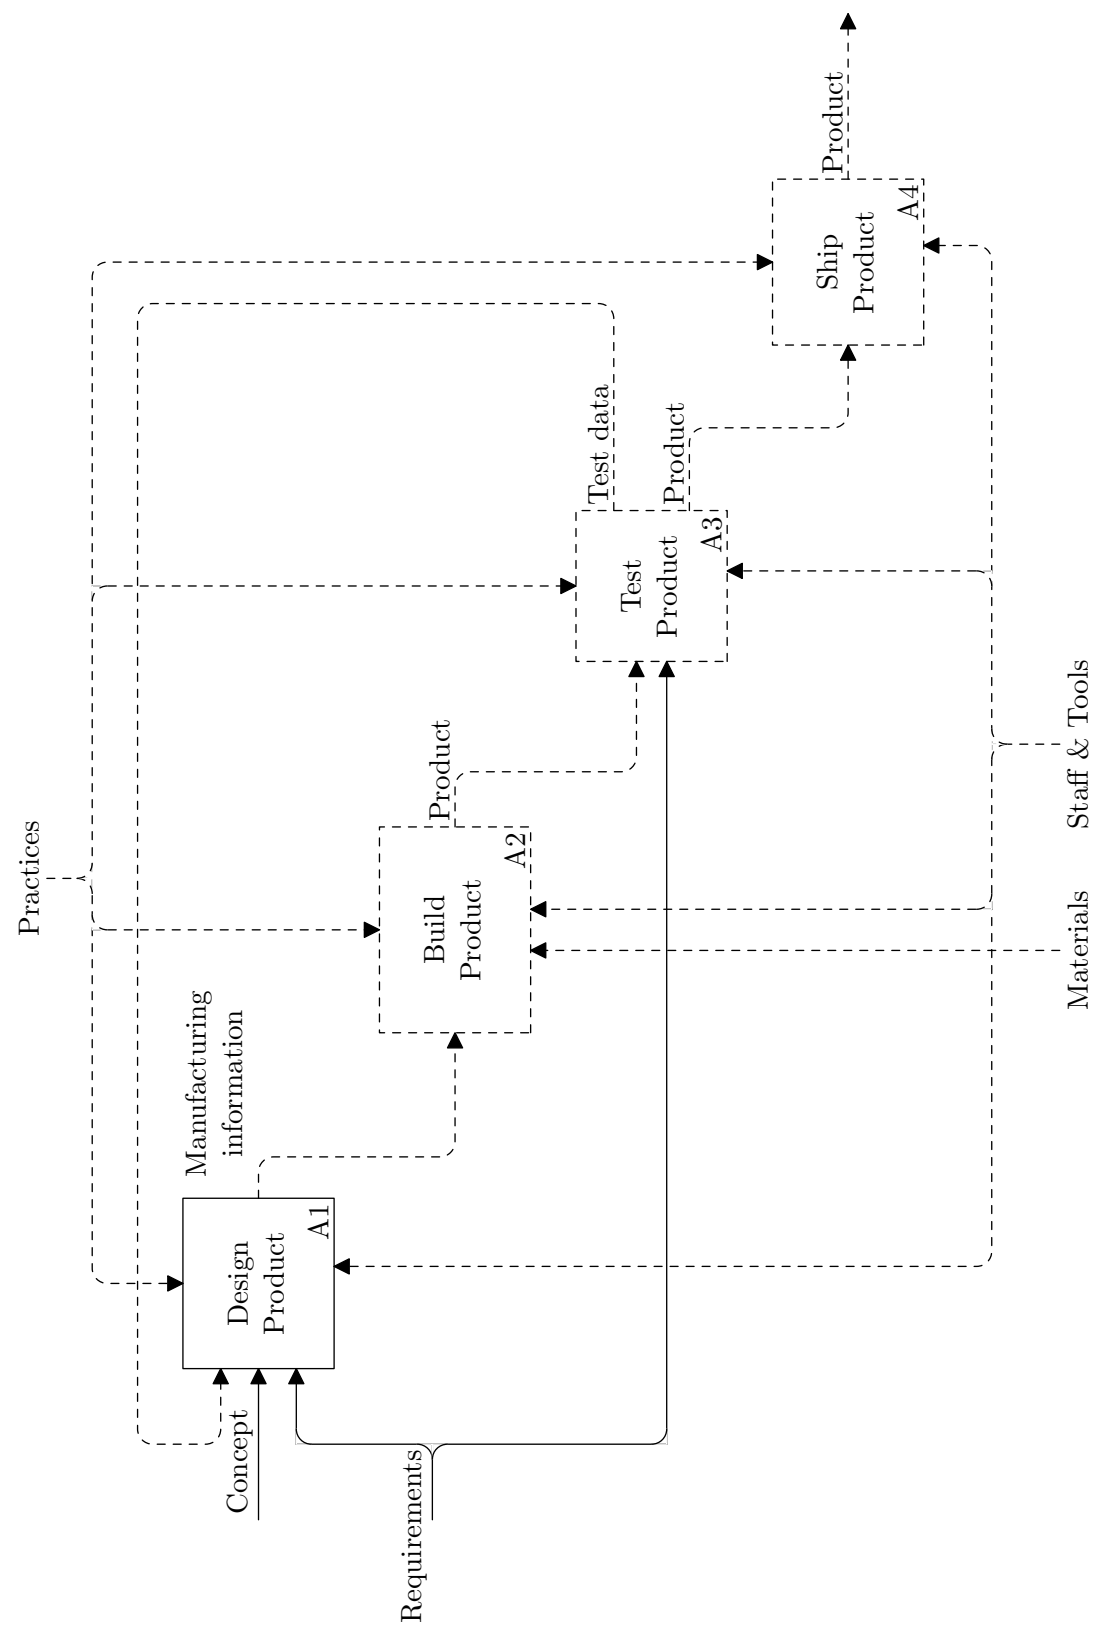 Practices
Manufacturing
information
Product
Test data
Product
Product
Concept
Design
Product
A1
Build
Product
A2
Test
Product
A3
Ship
Product
A4
Requirements
Materials
Staff & Tools